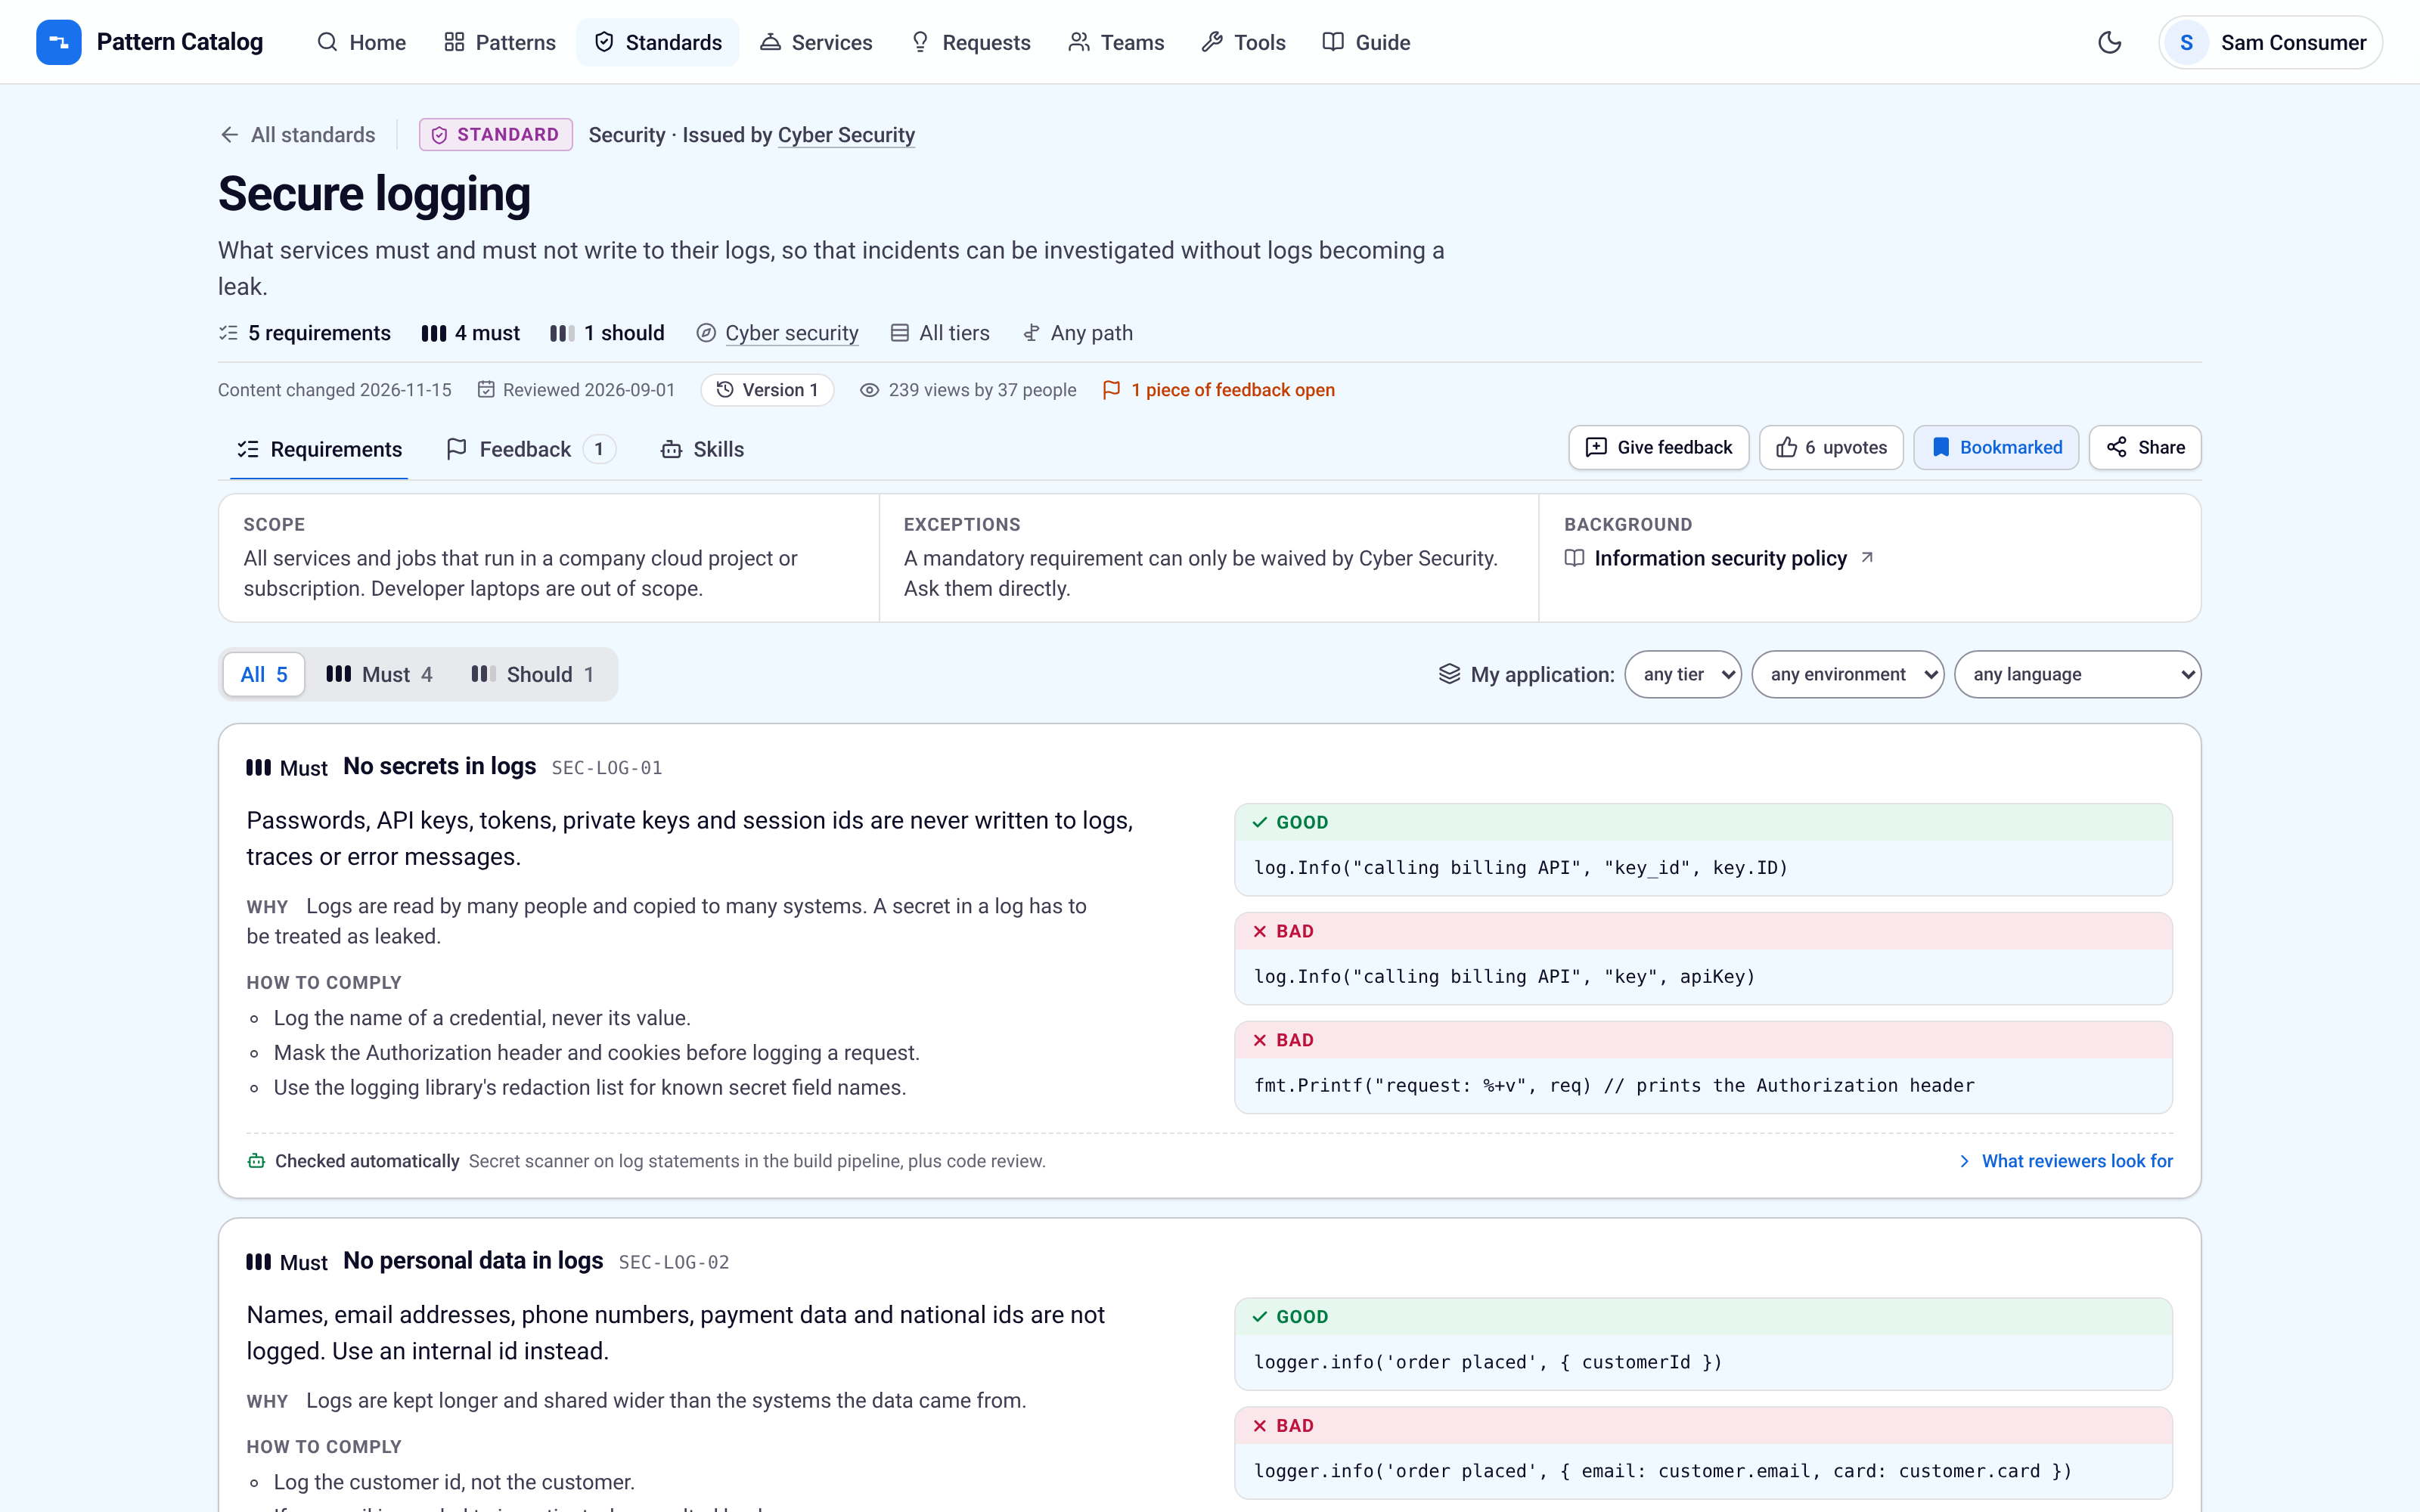 Pattern Catalog
Home
Patterns
Standards
Services
Requests
Teams
Tools
Guide
S
Sam Consumer
All standards
STANDARD
Security · Issued by Cyber Security
Secure logging
What services must and must not write to their logs, so that incidents can be investigated without logs becoming a
leak.
5 requirements
4 must
1 should
Cyber security
All tiers
Any path
Content changed 2026-11-15
Reviewed 2026-09-01
Version 1
239 views by 37 people
1 piece of feedback open
Requirements
Feedback 1
Skills
Give feedback
6 upvotes
Bookmarked
Share
SCOPE
All services and jobs that run in a company cloud project or
subscription. Developer laptops are out of scope.
EXCEPTIONS
A mandatory requirement can only be waived by Cyber Security.
Ask them directly.
BACKGROUND
Information security policy
All 5
Must 4
Should 1
My application:
any tier
any environment
any language
Must No secrets in logs SEC-LOG-01
Passwords, API keys, tokens, private keys and session ids are never written to logs,
traces or error messages.
WHY Logs are read by many people and copied to many systems. A secret in a log has to
be treated as leaked.
HOW TO COMPLY
Log the name of a credential, never its value.
Mask the Authorization header and cookies before logging a request.
Use the logging library's redaction list for known secret field names.
GOOD
log.Info("calling billing API", "key_id", key.ID)
BAD
log.Info("calling billing API", "key", apiKey)
BAD
fmt.Printf("request: %+v", req) // prints the Authorization header
Checked automatically Secret scanner on log statements in the build pipeline, plus code review.
What reviewers look for
Must No personal data in logs SEC-LOG-02
Names, email addresses, phone numbers, payment data and national ids are not
logged. Use an internal id instead.
WHY Logs are kept longer and shared wider than the systems the data came from.
HOW TO COMPLY
Log the customer id, not the customer.
GOOD
logger.info('order placed', { customerId })
BAD
logger.info('order placed', { email: customer.email, card: customer.card })